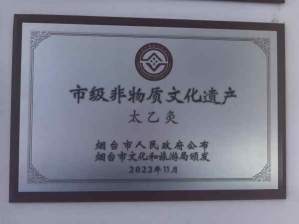 市级非物质文化遗产
太乙灸
烟台市人民政府公布
烟台市文化和旅游局颁发
2022年11月